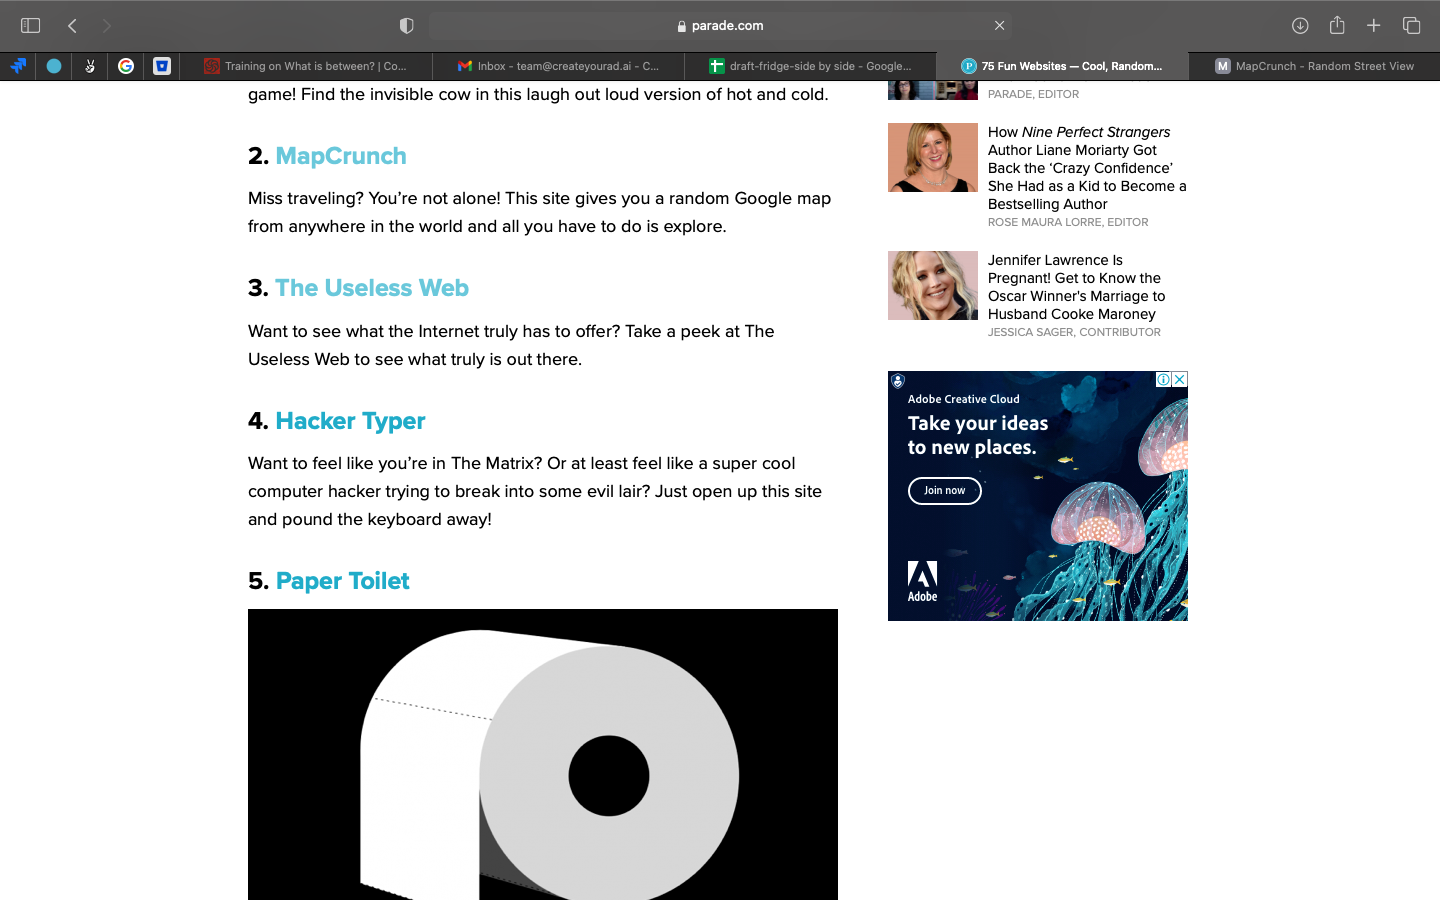 parade.com
Training on What is between? | Co...
Inbox - team@createyourad.ai - C...
draft-fridge-side by side - Google...
P
75 Fun Websites — Cool, Random...
M
MapCrunch - Random Street View
game! Find the invisible cow in this laugh out loud version of hot and cold.
2. MapCrunch
Miss traveling? You’re not alone! This site gives you a random Google map
from anywhere in the world and all you have to do is explore.
3. The Useless Web
Want to see what the Internet truly has to offer? Take a peek at The
Useless Web to see what truly is out there.
4. Hacker Typer
Want to feel like you’re in The Matrix? Or at least feel like a super cool
computer hacker trying to break into some evil lair? Just open up this site
and pound the keyboard away!
5. Paper Toilet
PARADE, EDITOR
How Nine Perfect Strangers
Author Liane Moriarty Got
Back the ‘Crazy Confidence’
She Had as a Kid to Become a
Bestselling Author
ROSE MAURA LORRE, EDITOR
Jennifer Lawrence Is
Pregnant! Get to Know the
Oscar Winner's Marriage to
Husband Cooke Maroney
JESSICA SAGER, CONTRIBUTOR
Adobe Creative Cloud
Take your ideas
to new places.
Join now
Adobe